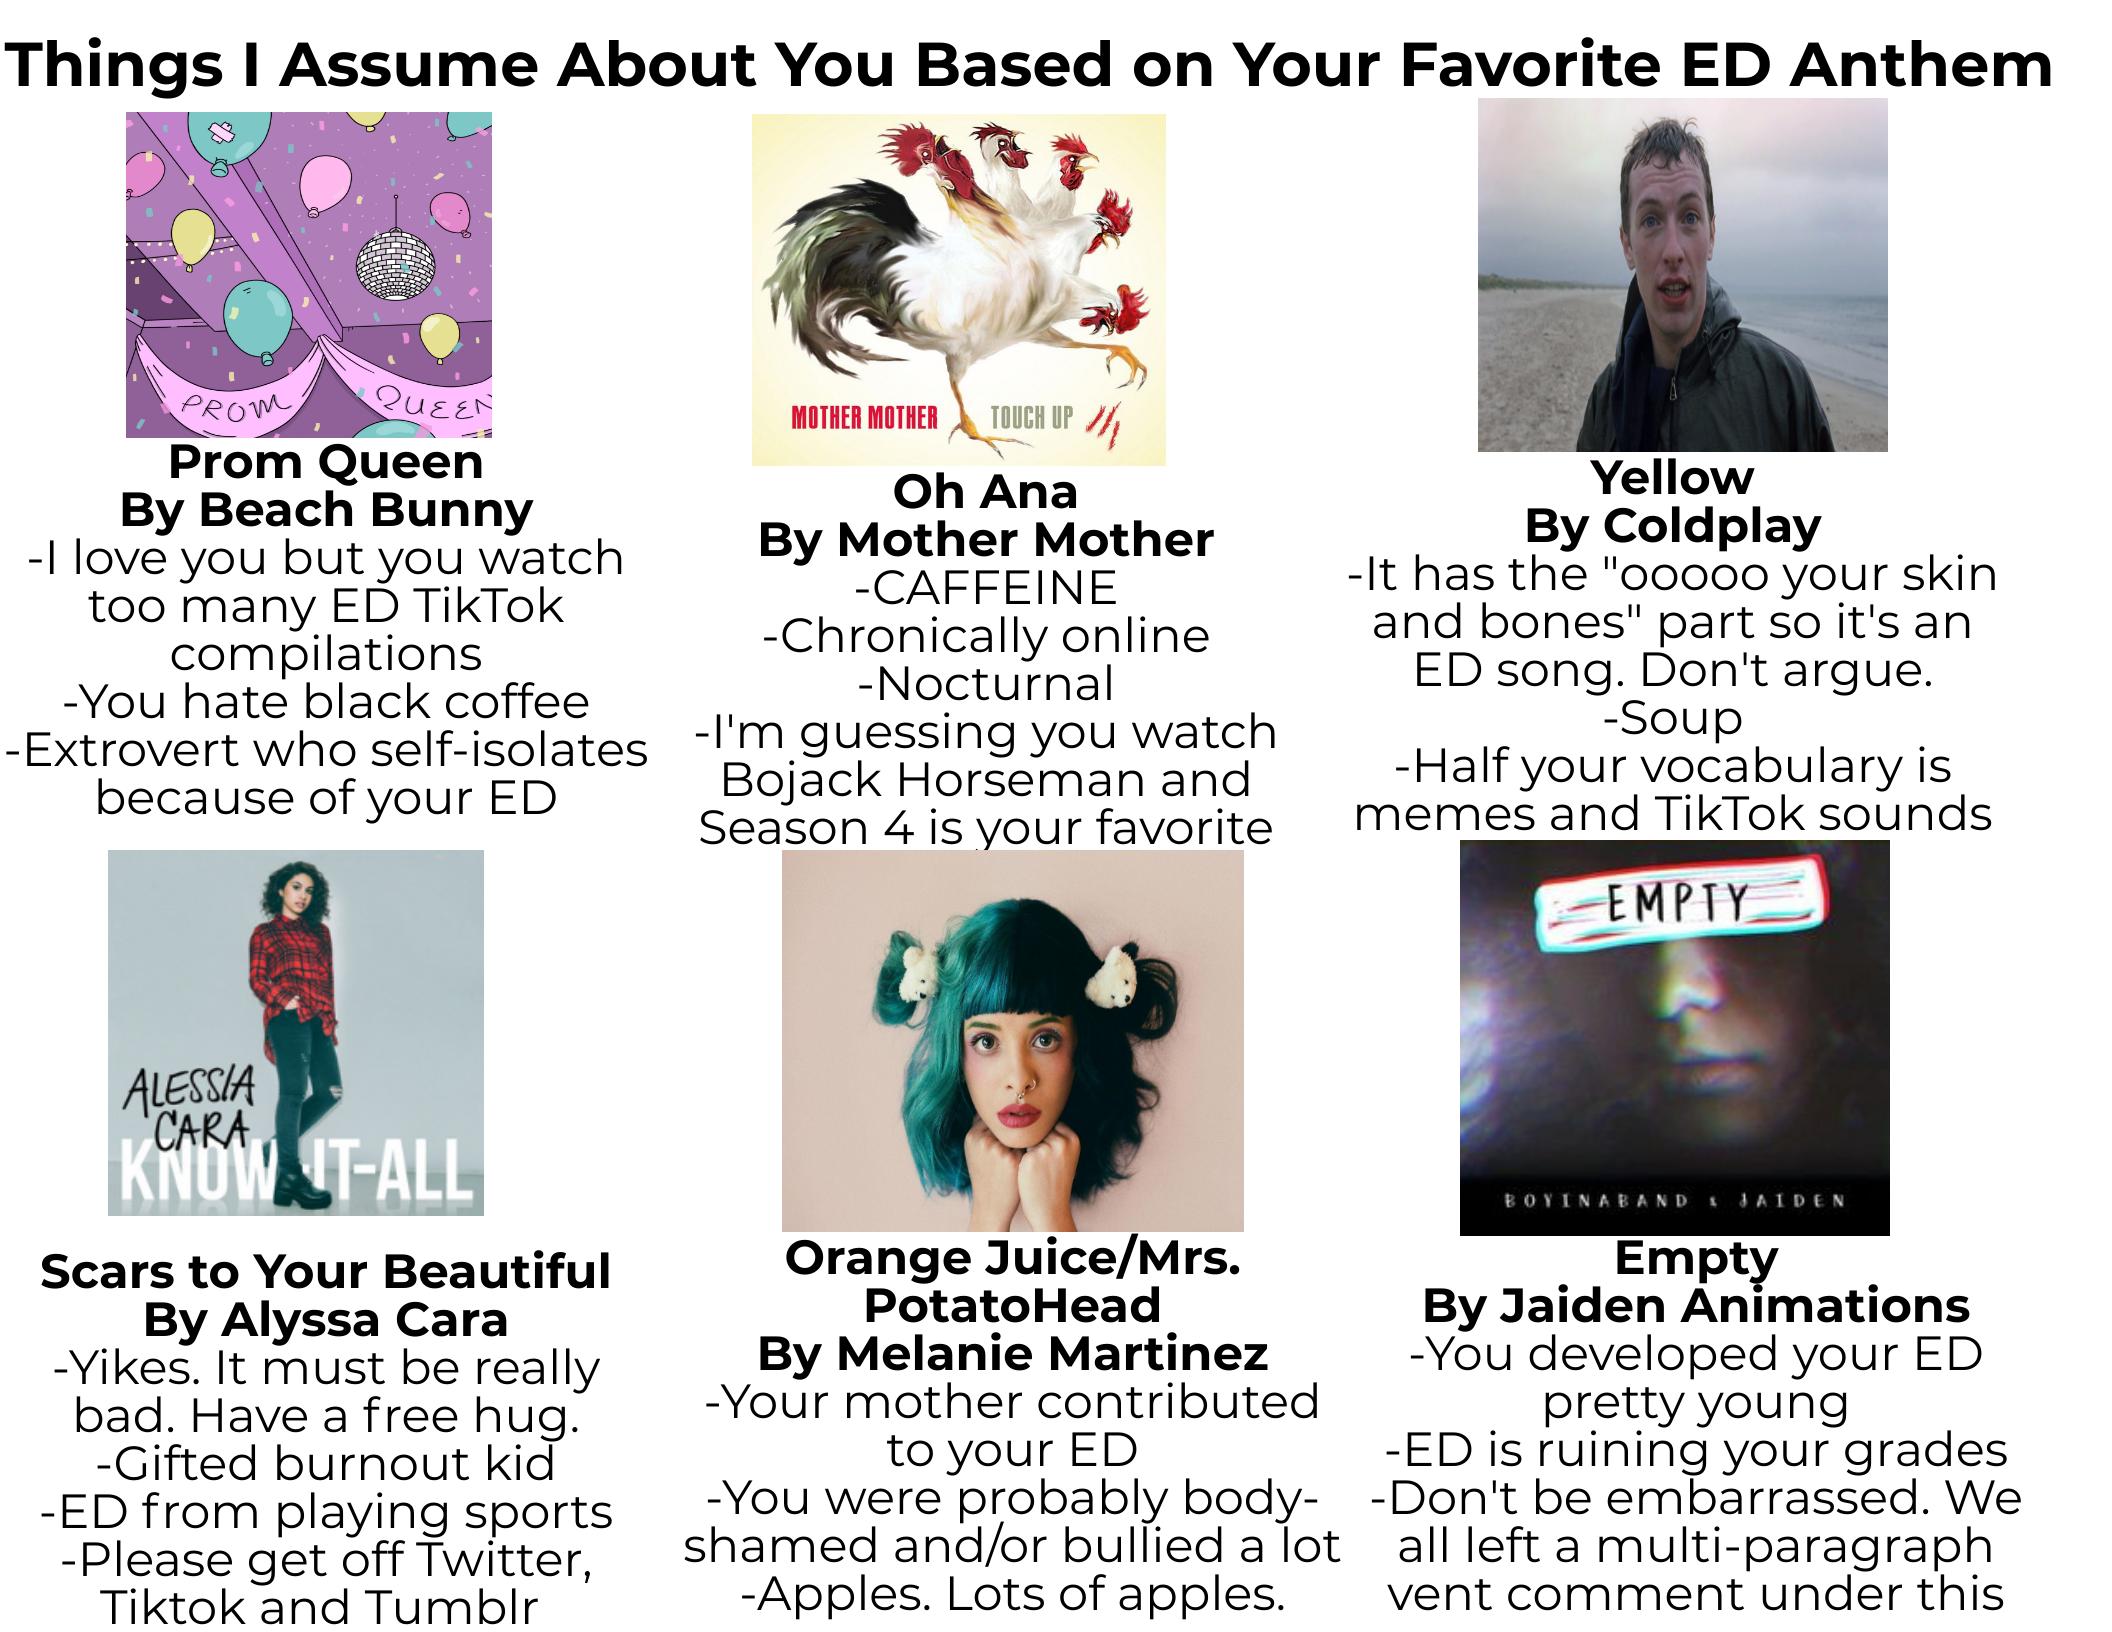 Things I Assume About You Based on Your Favorite ED Anthem
PROM QUEEN
Prom Queen
By Beach Bunny
-I love you but you watch
too many ED TikTok
compilations
-You hate black coffee
-Extrovert who self-isolates
because of your ED
MOTHER MOTHER TOUCH UP
Oh Ana
By Mother Mother
-CAFFEINE
-Chronically online
-Nocturnal
-I'm guessing you watch
Bojack Horseman and
Season 4 is your favorite
Yellow
By Coldplay
-It has the "ooooo your skin
and bones" part so it's an
ED song. Don't argue.
-Soup
-Half your vocabulary is
memes and TikTok sounds
ALESSIA
CARA
KNOW-IT-ALL
Scars to Your Beautiful
By Alyssa Cara
-Yikes. It must be really
bad. Have a free hug.
-Gifted burnout kid
-ED from playing sports
-Please get off Twitter,
Tiktok and Tumblr
Orange Juice/Mrs.
PotatoHead
By Melanie Martinez
-Your mother contributed
to your ED
-You were probably body-
shamed and/or bullied a lot
-Apples. Lots of apples.
EMPTY
BOYINABAND & JAIDEN
Empty
By Jaiden Animations
-You developed your ED
pretty young
-ED is ruining your grades
-Don't be embarrassed. We
all left a multi-paragraph
vent comment under this